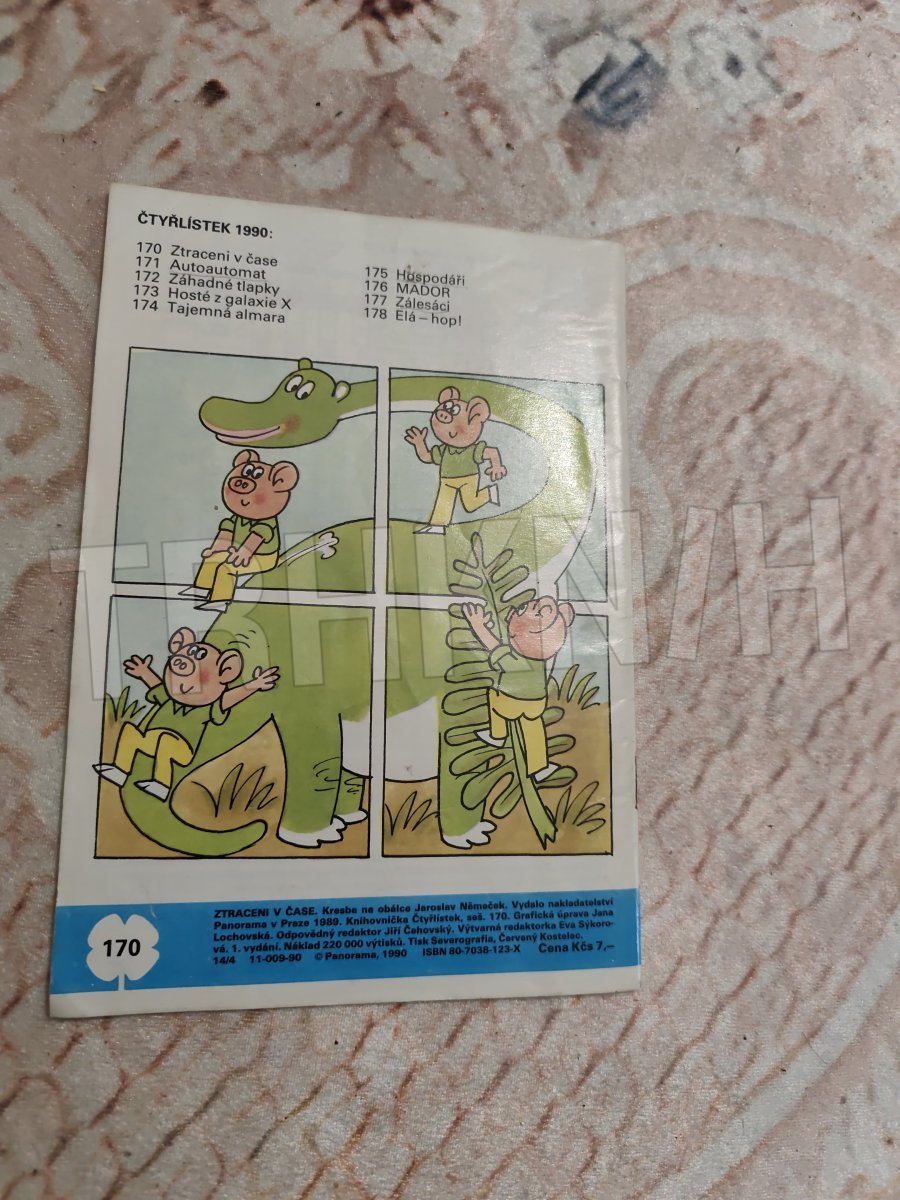 ČTYŘLÍSTEK 1990:
170 Ztraceni v čase
171 Autoautomat
172 Záhadné tlapky
173 Hosté z galaxie X
174 Tajemná almara
175 Hospodáři
176 MADOR
177 Zálesáci
178 Elá – hop!
TRHKNIH
170
ZTRACENI V ČASE. Kresba na obálce Jaroslav Němeček. Vydalo nakladatelství
Panorama v Praze 1989. Knihovnička Čtyřlístek, seš. 170. Grafická úprava Jana
Lochovská. Odpovědný redaktor Jiří Čehovský. Výtvarná redaktorka Eva Sýkoro-
vá. 1. vydání. Náklad 220 000 výtisků. Tisk Severografia, Červený Kostelec.
14/4 11-009-90 © Panorama, 1990 ISBN 80-7038-123-X Cena Kčs 7,–